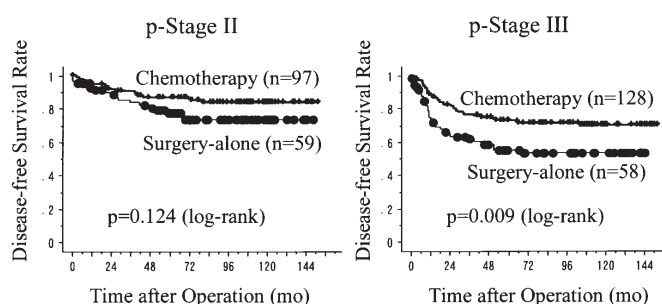 p-Stage II
Disease-free Survival Rate
1
.8
.6
.4
.2
0
Chemotherapy (n=97)
Surgery-alone (n=59)
p=0.124 (log-rank)
0 24 48 72 96 120 144
Time after Operation (mo)
p-Stage III
Disease-free Survival Rate
1
.8
.6
.4
.2
0
Chemotherapy (n=128)
Surgery-alone (n=58)
p=0.009 (log-rank)
0 24 48 72 96 120 144
Time after Operation (mo)